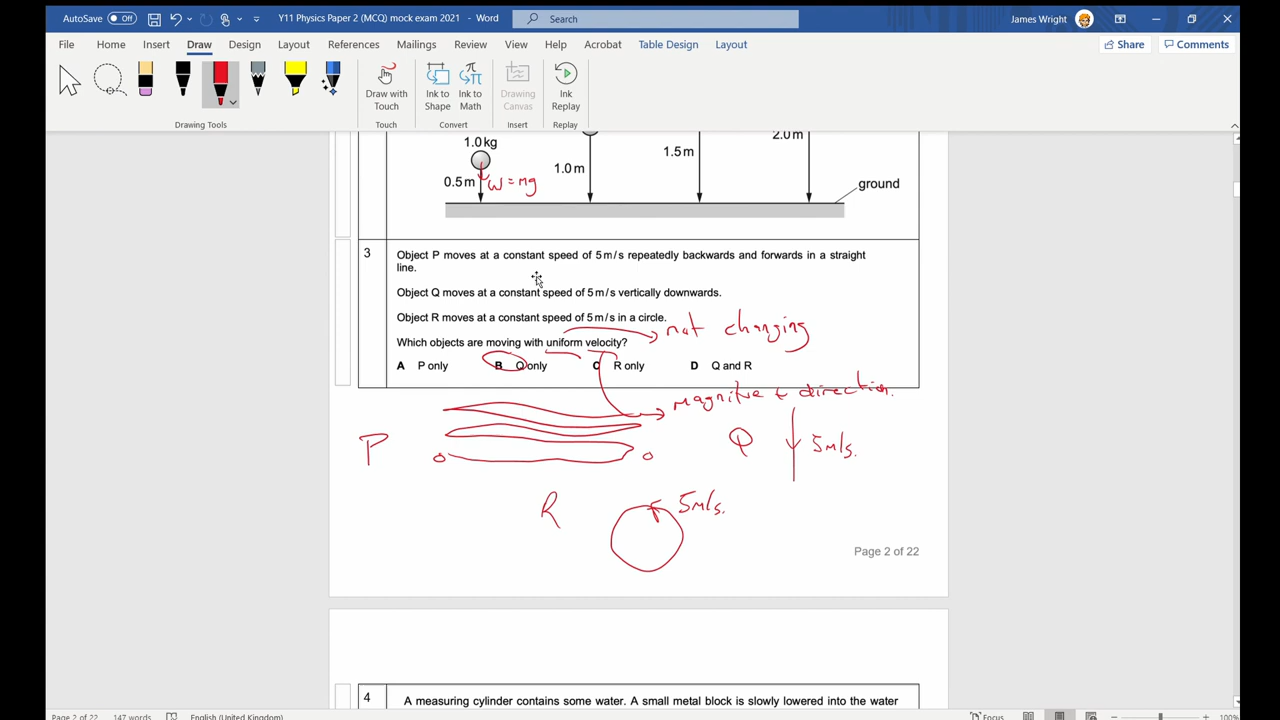 AutoSave Off Y11 Physics Paper 2 (MCQ) mock exam 2021 - Word Search James Wright
File Home Insert Draw Design Layout References Mailings Review View Help Acrobat Table Design Layout Share Comments
Draw with Touch Ink to Shape Ink to Math Drawing Canvas Ink Replay
Drawing Tools Touch Convert Insert Replay
1.0 kg 2.0 m
1.5 m
1.0 m
0.5 m W = mg ground
3 Object P moves at a constant speed of 5 m/s repeatedly backwards and forwards in a straight
line.
Object Q moves at a constant speed of 5 m/s vertically downwards.
Object R moves at a constant speed of 5 m/s in a circle.
not changing
Which objects are moving with uniform velocity?
A P only B Q only C R only D Q and R
magnitue + direction.
P Q 5m/s.
R 5m/s.
Page 2 of 22
4 A measuring cylinder contains some water. A small metal block is slowly lowered into the water
Page 2 of 22 147 words English (United Kingdom) Focus 100%